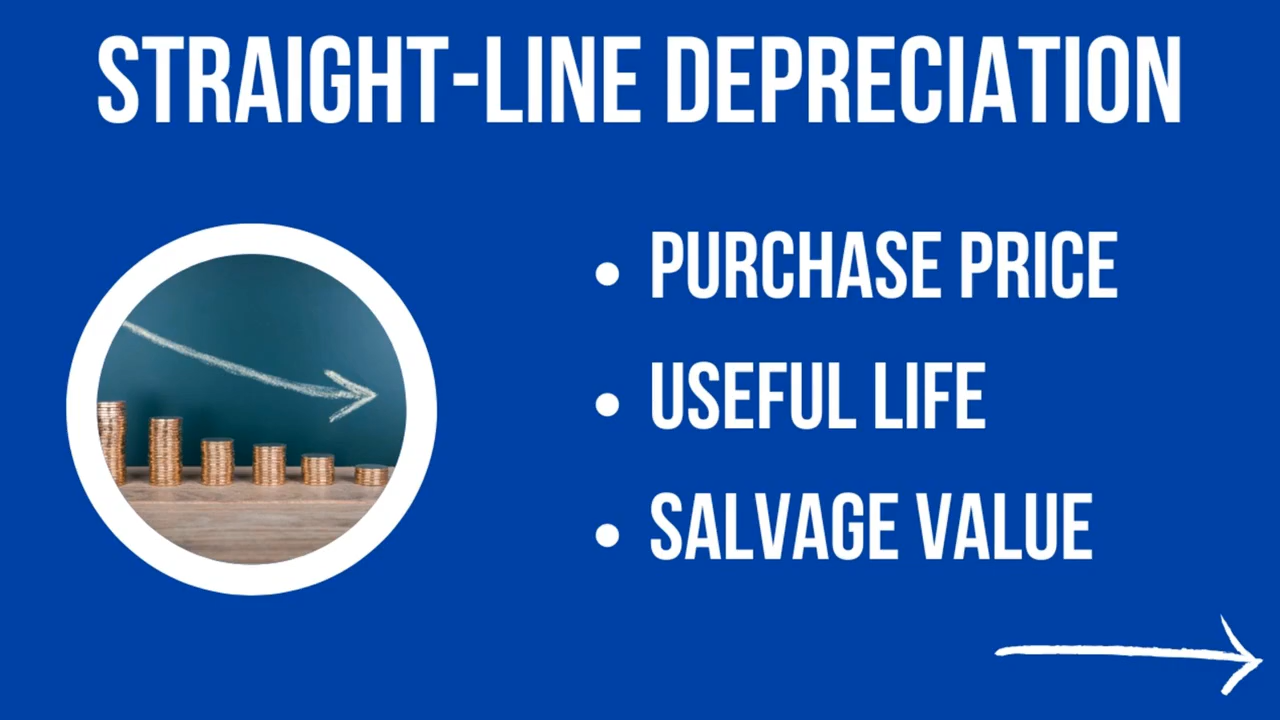 STRAIGHT-LINE DEPRECIATION
• PURCHASE PRICE
• USEFUL LIFE
• SALVAGE VALUE